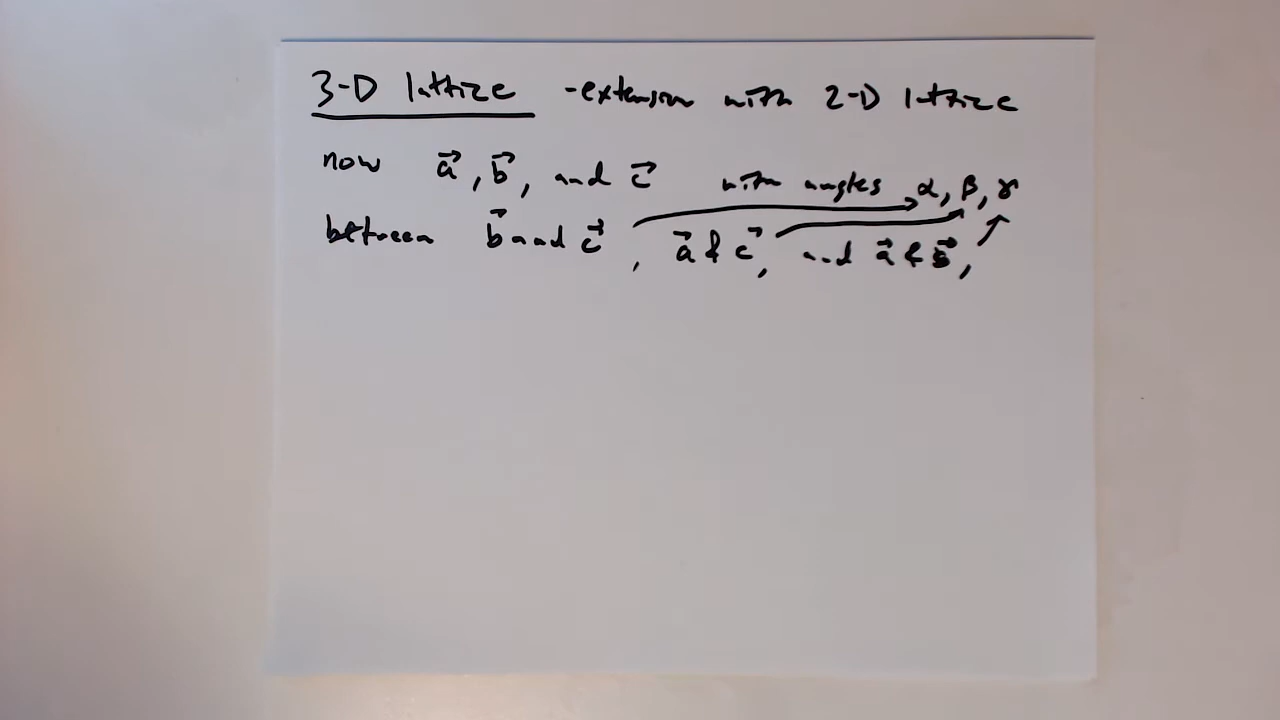 3-D lattice -extension with 2-D lattice
now a⃗, b⃗, and c⃗ with angles α, β, γ
between b⃗ and c⃗, a⃗ & c⃗, and a⃗ & b⃗,